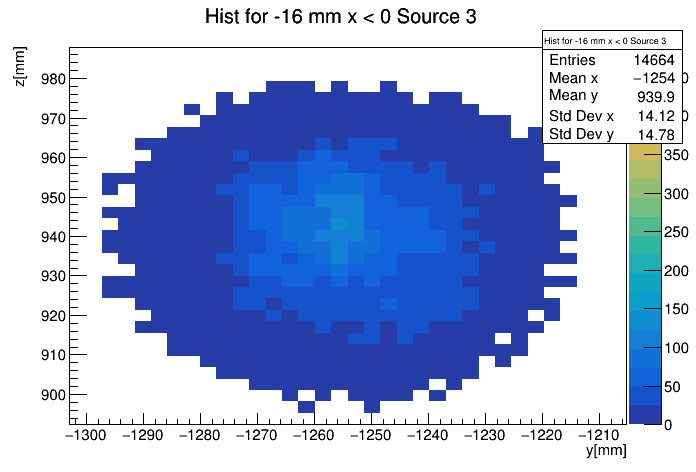 Hist for -16 mm x < 0 Source 3
z[mm]
980
970
960
950
940
930
920
910
900
−1300 −1290 −1280 −1270 −1260 −1250 −1240 −1230 −1220 −1210
y[mm]
Hist for -16 mm x < 0 Source 3
Entries 14664
Mean x −1254
Mean y 939.9
Std Dev x 14.12
Std Dev y 14.78
350
300
250
200
150
100
50
0